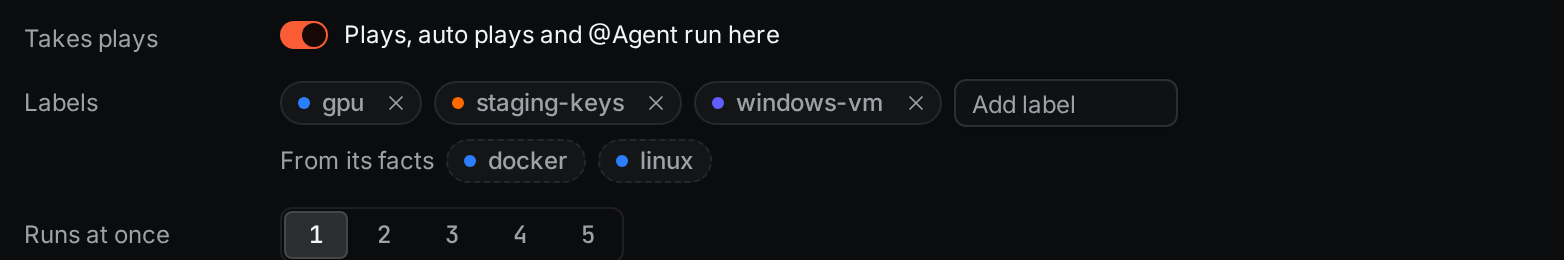 Takes plays Plays, auto plays and @Agent run here
Labels gpu staging-keys windows-vm Add label
From its facts docker linux
Runs at once 1 2 3 4 5